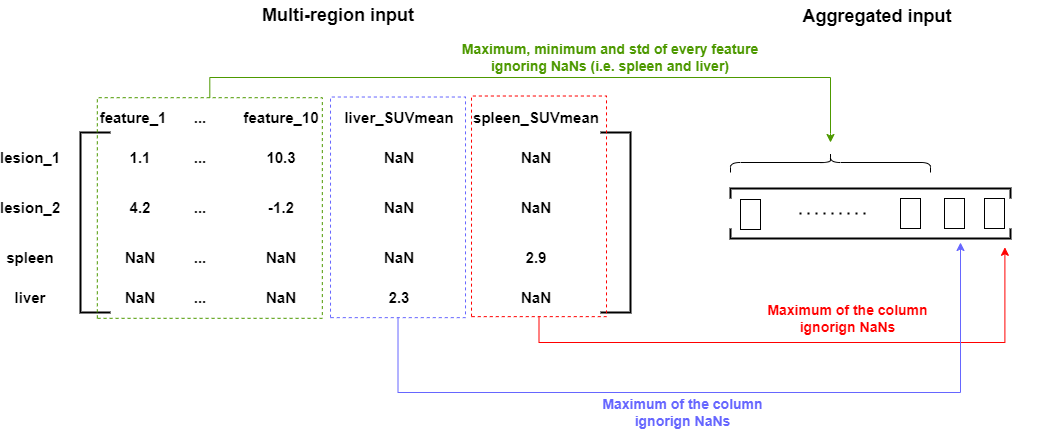 Multi-region input
Aggregated input
Maximum, minimum and std of every feature
ignoring NaNs (i.e. spleen and liver)
feature_1 ... feature_10 liver_SUVmean spleen_SUVmean
lesion_1 1.1 ... 10.3 NaN NaN
lesion_2 4.2 ... -1.2 NaN NaN
spleen NaN ... NaN NaN 2.9
liver NaN ... NaN 2.3 NaN
.........
Maximum of the column
ignorign NaNs
Maximum of the column
ignorign NaNs